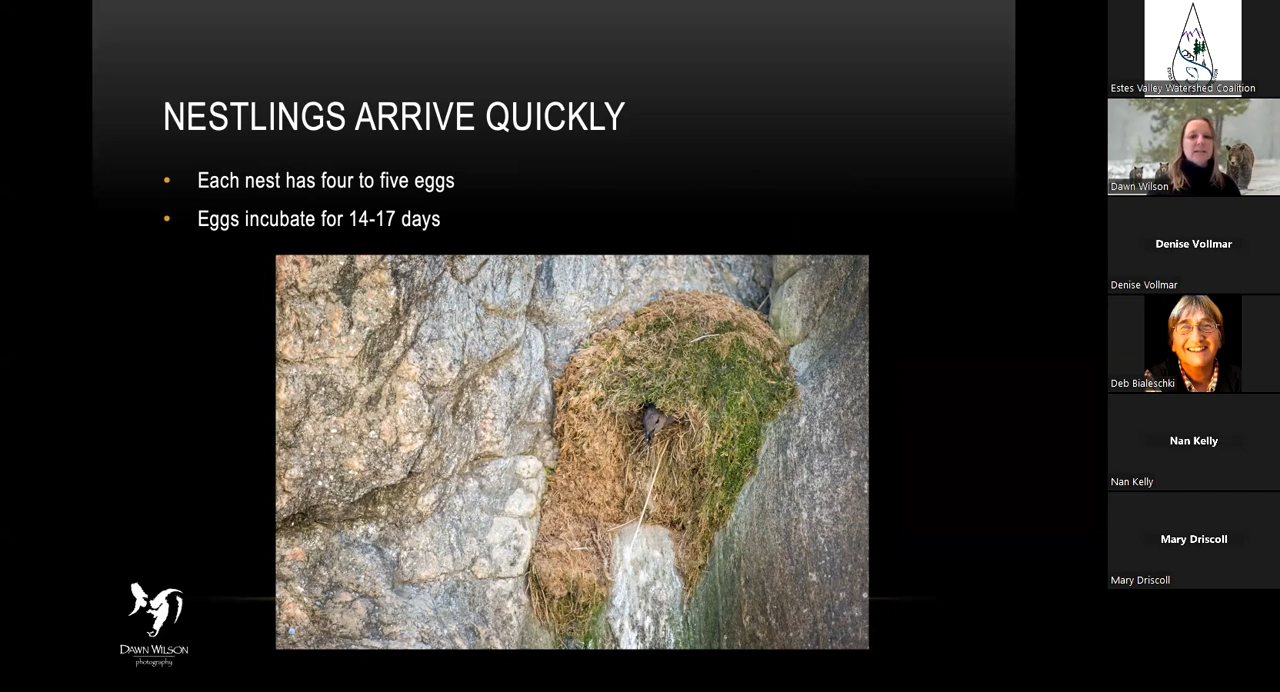 NESTLINGS ARRIVE QUICKLY
• Each nest has four to five eggs
• Eggs incubate for 14-17 days
DAWN WILSON
photography
Estes Valley Watershed Coalition
Dawn Wilson
Denise Vollmar
Denise Vollmar
Deb Bialeschki
Nan Kelly
Nan Kelly
Mary Driscoll
Mary Driscoll